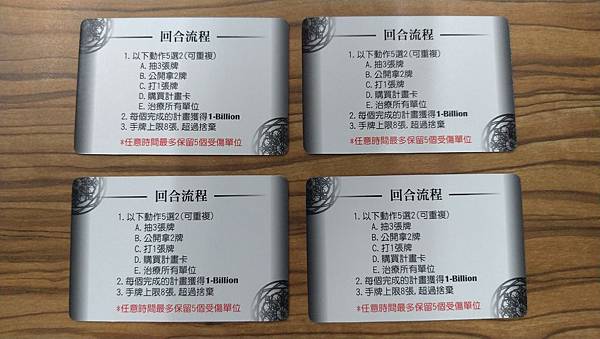 回合流程
1. 以下動作5選2(可重複)
A. 抽3張牌
B. 公開拿2牌
C. 打1張牌
D. 購買計畫卡
E. 治療所有單位
2. 每個完成的計畫獲得1-Billion
3. 手牌上限8張, 超過捨棄
*任意時間最多保留5個受傷單位
回合流程
1. 以下動作5選2(可重複)
A. 抽3張牌
B. 公開拿2牌
C. 打1張牌
D. 購買計畫卡
E. 治療所有單位
2. 每個完成的計畫獲得1-Billion
3. 手牌上限8張, 超過捨棄
*任意時間最多保留5個受傷單位
回合流程
1. 以下動作5選2(可重複)
A. 抽3張牌
B. 公開拿2牌
C. 打1張牌
D. 購買計畫卡
E. 治療所有單位
2. 每個完成的計畫獲得1-Billion
3. 手牌上限8張, 超過捨棄
*任意時間最多保留5個受傷單位
回合流程
1. 以下動作5選2(可重複)
A. 抽3張牌
B. 公開拿2牌
C. 打1張牌
D. 購買計畫卡
E. 治療所有單位
2. 每個完成的計畫獲得1-Billion
3. 手牌上限8張, 超過捨棄
*任意時間最多保留5個受傷單位